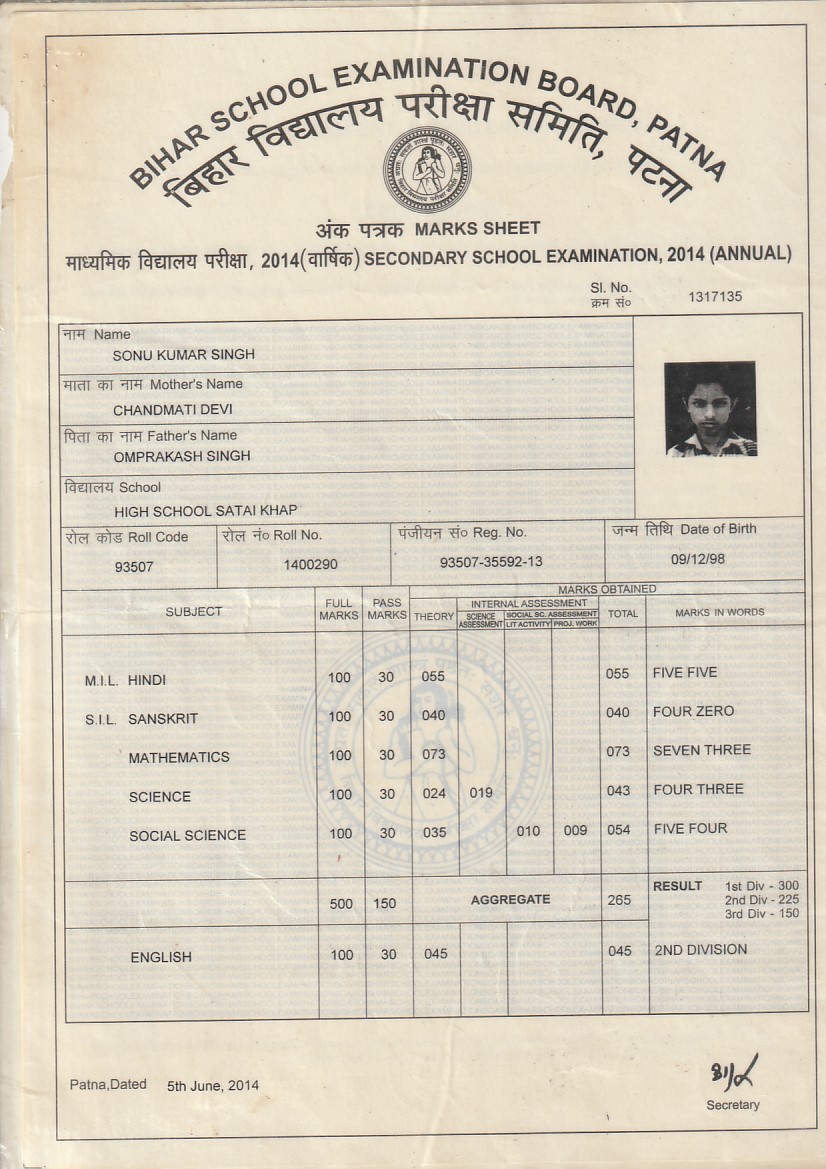 BIHAR SCHOOL EXAMINATION BOARD, PATNA
बिहार विद्यालय परीक्षा समिति, पटना
अंक पत्रक MARKS SHEET
माध्यमिक विद्यालय परीक्षा, 2014(वार्षिक) SECONDARY SCHOOL EXAMINATION, 2014 (ANNUAL)
Sl. No.
क्रम सं० 1317135
नाम Name
SONU KUMAR SINGH
माता का नाम Mother's Name
CHANDMATI DEVI
पिता का नाम Father's Name
OMPRAKASH SINGH
विद्यालय School
HIGH SCHOOL SATAI KHAP
रोल कोड Roll Code रोल नं० Roll No. पंजीयन सं० Reg. No. जन्म तिथि Date of Birth
93507 1400290 93507-35592-13 09/12/98
MARKS OBTAINED
SUBJECT FULL MARKS PASS MARKS THEORY INTERNAL ASSESSMENT TOTAL MARKS IN WORDS
SCIENCE ASSESSMENT SOCIAL SC. ASSESSMENT
LIT ACTIVITY PROJ. WORK
M.I.L. HINDI 100 30 055 055 FIVE FIVE
S.I.L. SANSKRIT 100 30 040 040 FOUR ZERO
MATHEMATICS 100 30 073 073 SEVEN THREE
SCIENCE 100 30 024 019 043 FOUR THREE
SOCIAL SCIENCE 100 30 035 010 009 054 FIVE FOUR
500 150 AGGREGATE 265 RESULT 1st Div - 300
2nd Div - 225
3rd Div - 150
ENGLISH 100 30 045 045 2ND DIVISION
Patna,Dated 5th June, 2014
Secretary